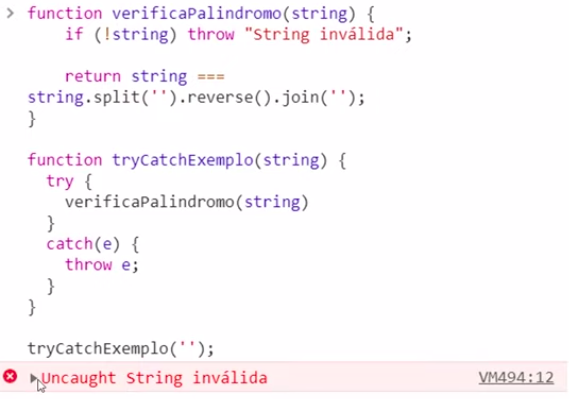 function verificaPalindromo(string) {
if (!string) throw "String inválida";
return string ===
string.split('').reverse().join('');
}
function tryCatchExemplo(string) {
try {
verificaPalindromo(string)
}
catch(e) {
throw e;
}
}
tryCatchExemplo('');
Uncaught String inválida VM494:12